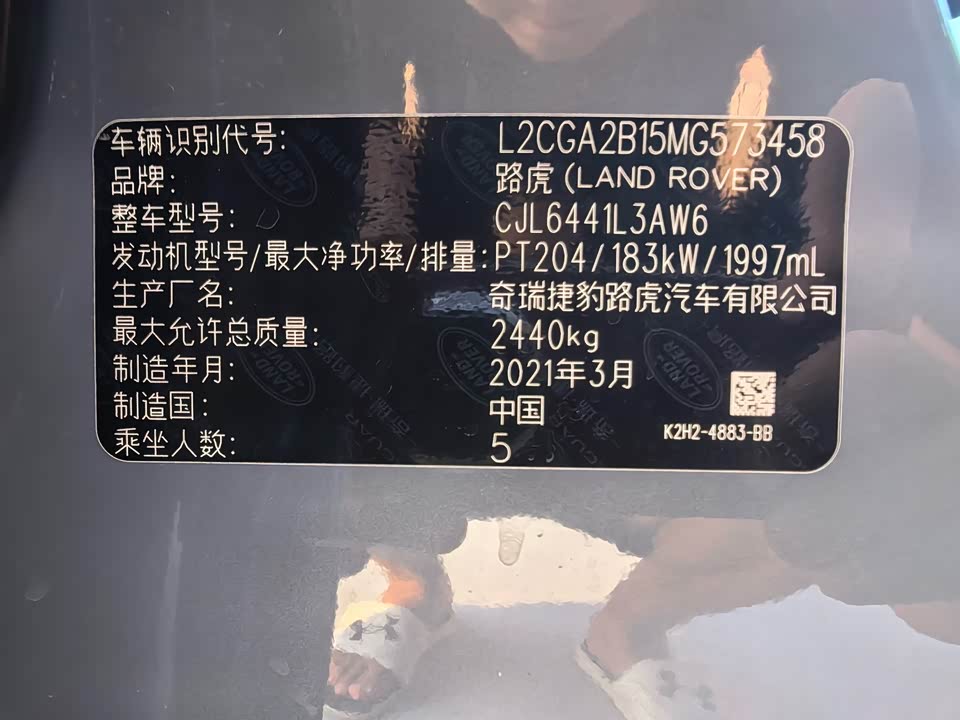 车辆识别代号: L2CGA2B15MG573458
品牌: 路虎 (LAND ROVER)
整车型号: CJL6441L3AW6
发动机型号/最大净功率/排量: PT204/183kW/1997mL
生产厂名: 奇瑞捷豹路虎汽车有限公司
最大允许总质量: 2440kg
制造年月: 2021年3月
制造国: 中国
乘坐人数: 5
K2H2-4883-BB